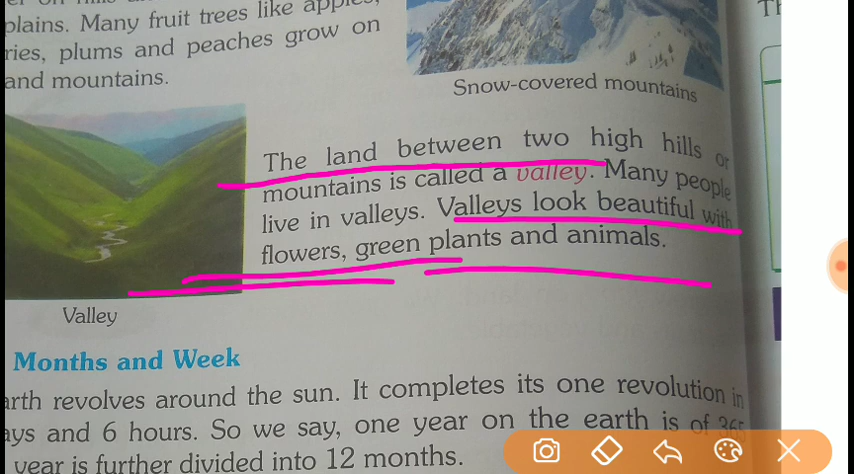 plains. Many fruit trees like apples,
ries, plums and peaches grow on
and mountains.
Snow-covered mountains
The land between two high hills or
mountains is called a valley. Many people
live in valleys. Valleys look beautiful with
flowers, green plants and animals.
Valley
Months and Week
arth revolves around the sun. It completes its one revolution in
ays and 6 hours. So we say, one year on the earth is of 365
year is further divided into 12 months.